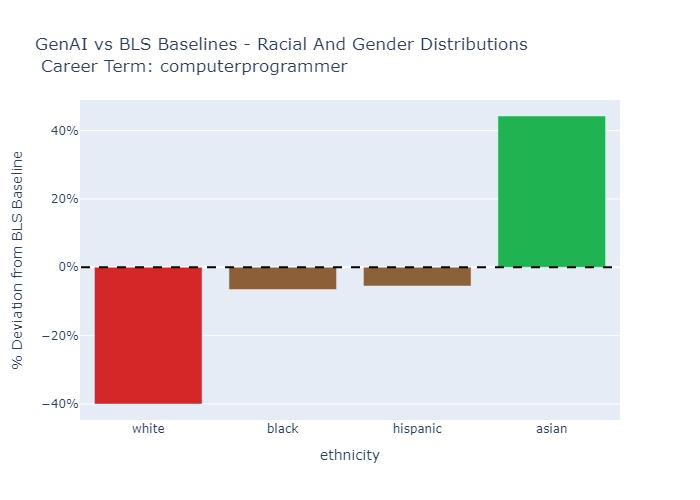 GenAI vs BLS Baselines - Racial And Gender Distributions
Career Term: computerprogrammer
% Deviation from BLS Baseline
40%
20%
0%
−20%
−40%
white black hispanic asian
ethnicity